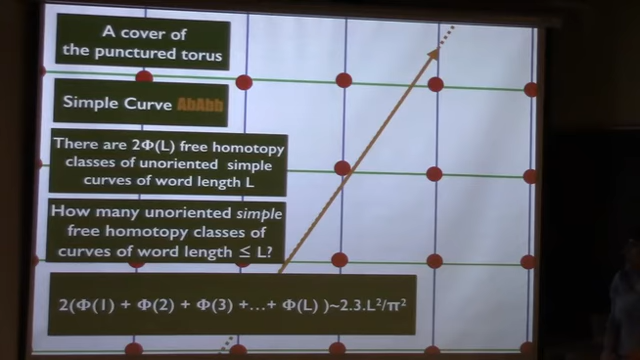 A cover of
the punctured torus
Simple Curve AbAbb
There are 2Φ(L) free homotopy
classes of unoriented simple
curves of word length L
How many unoriented simple
free homotopy classes of
curves of word length ≤ L?
2(Φ(1) + Φ(2) + Φ(3) +...+ Φ(L) )~2.3.L²/π²